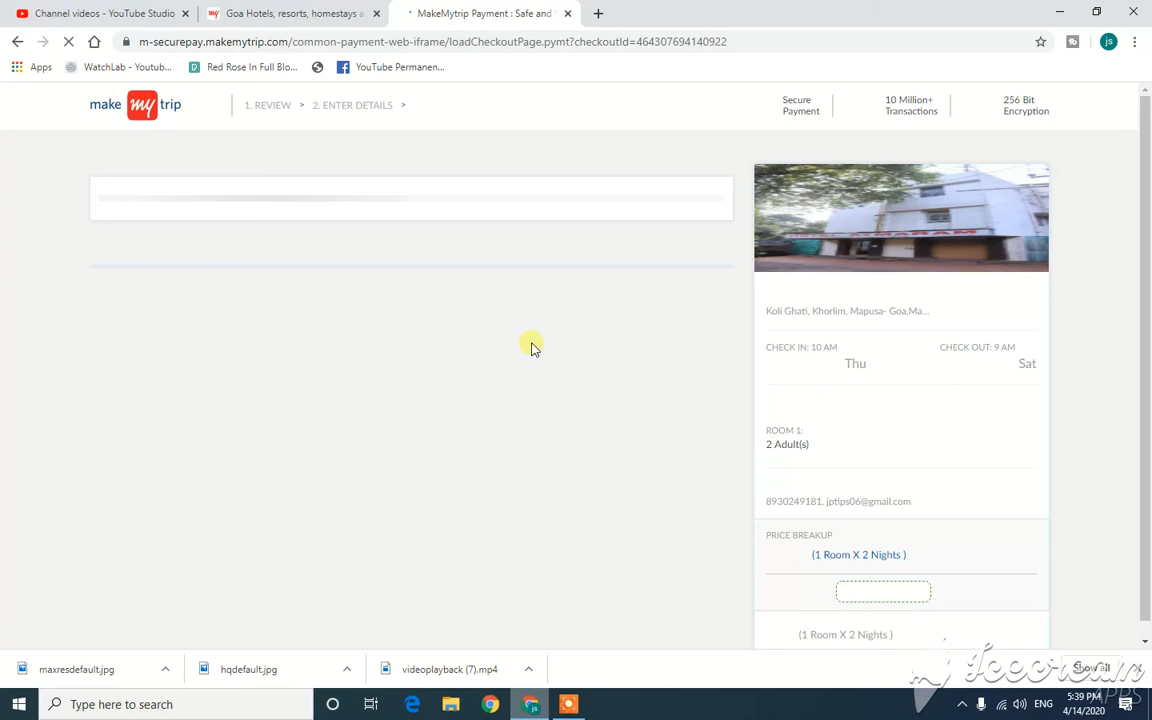 Channel videos - YouTube Studio
Goa Hotels, resorts, homestays a
MakeMytrip Payment : Safe and S
m-securepay.makemytrip.com/common-payment-web-iframe/loadCheckoutPage.pymt?checkoutId=464307694140922
js
Apps
WatchLab - Youtub...
Red Rose In Full Blo...
YouTube Permanen...
make my trip
1. REVIEW > 2. ENTER DETAILS >
Secure Payment
10 Million+ Transactions
256 Bit Encryption
HOTEL ATMARAM
Koli Ghati, Khorlim, Mapusa- Goa,Ma...
CHECK IN: 10 AM
CHECK OUT: 9 AM
Thu
Sat
ROOM 1:
2 Adult(s)
8930249181, jptips06@gmail.com
PRICE BREAKUP
(1 Room X 2 Nights )
(1 Room X 2 Nights )
maxresdefault.jpg
hqdefault.jpg
videoplayback (7).mp4
Show all
Icecream
APPS
Type here to search
ENG
5:39 PM
4/14/2020